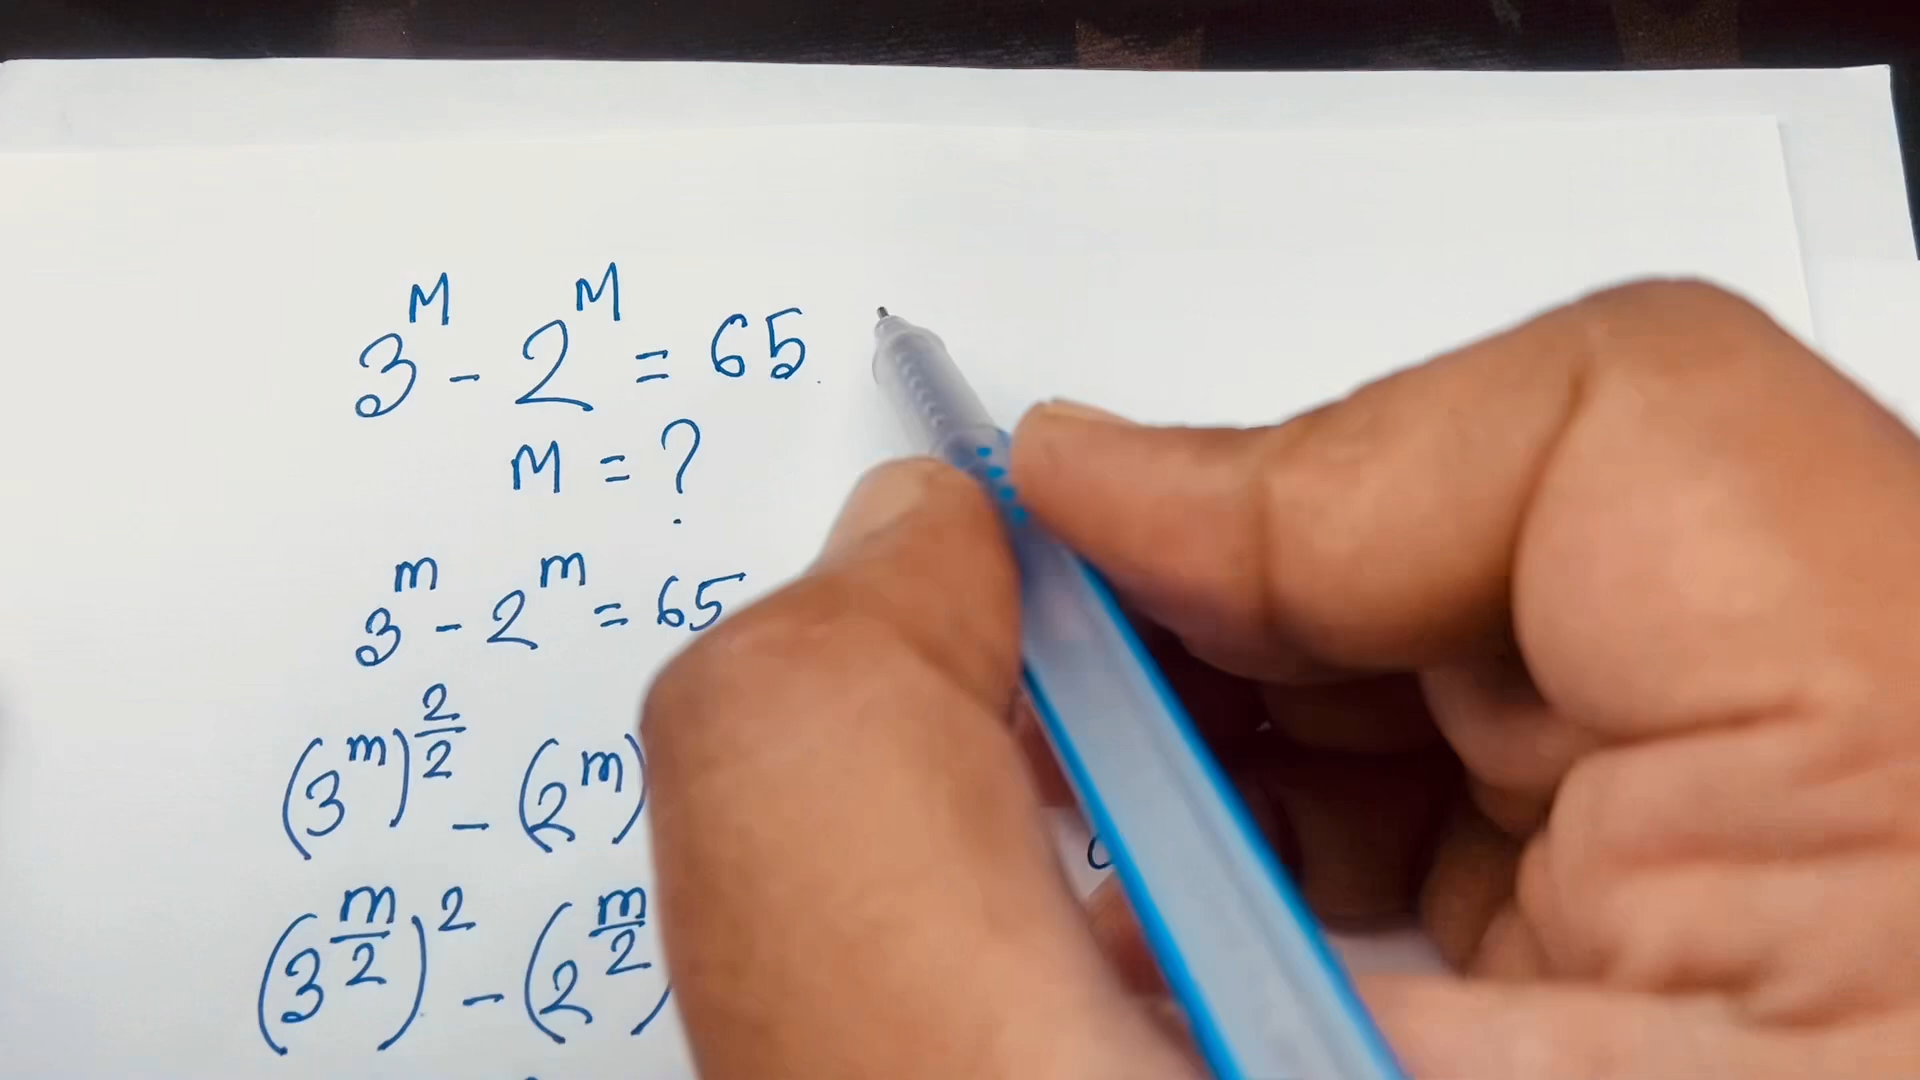 3^M - 2^M = 65
M = ?
3^m - 2^m = 65
(3^m)^(2/2) - (2^m)
(3^(m/2))^2 - (2^(m/2))